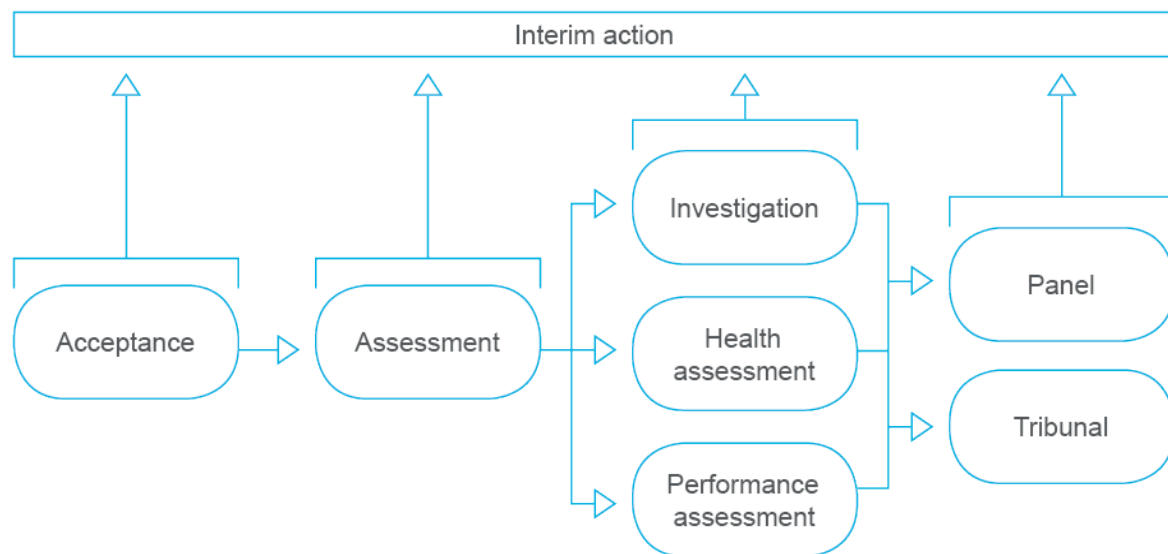 Interim action
Acceptance
Assessment
Investigation
Health
assessment
Performance
assessment
Panel
Tribunal